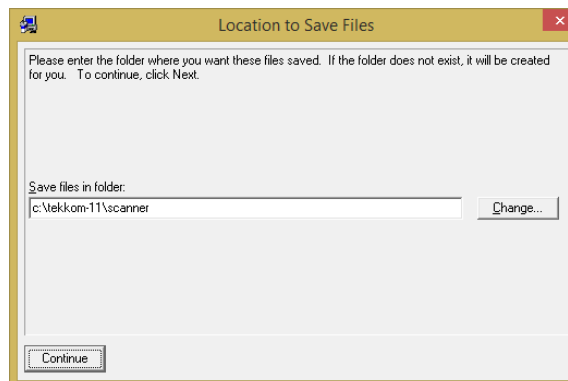 Location to Save Files
Please enter the folder where you want these files saved.  If the folder does not exist, it will be created
for you.   To continue, click Next.
Save files in folder:
c:\tekkom-11\scanner
Change...
Continue